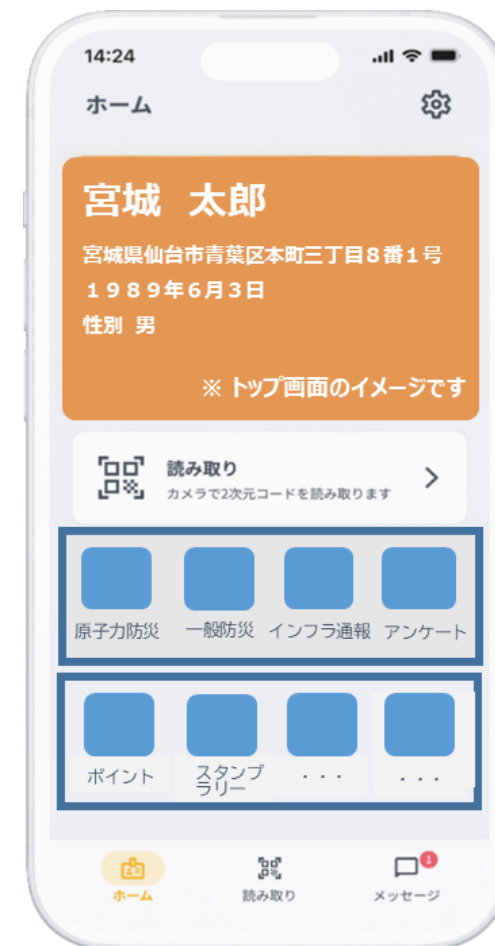 14:24
ホーム
宮城 太郎
宮城県仙台市青葉区本町三丁目8番1号
1989年6月3日
性別 男
※ トップ画面のイメージです
読み取り
カメラで2次元コードを読み取ります
原子力防災 一般防災 インフラ通報 アンケート
ポイント スタンプ ・・・ ・・・
ラリー
1
ホーム 読み取り メッセージ